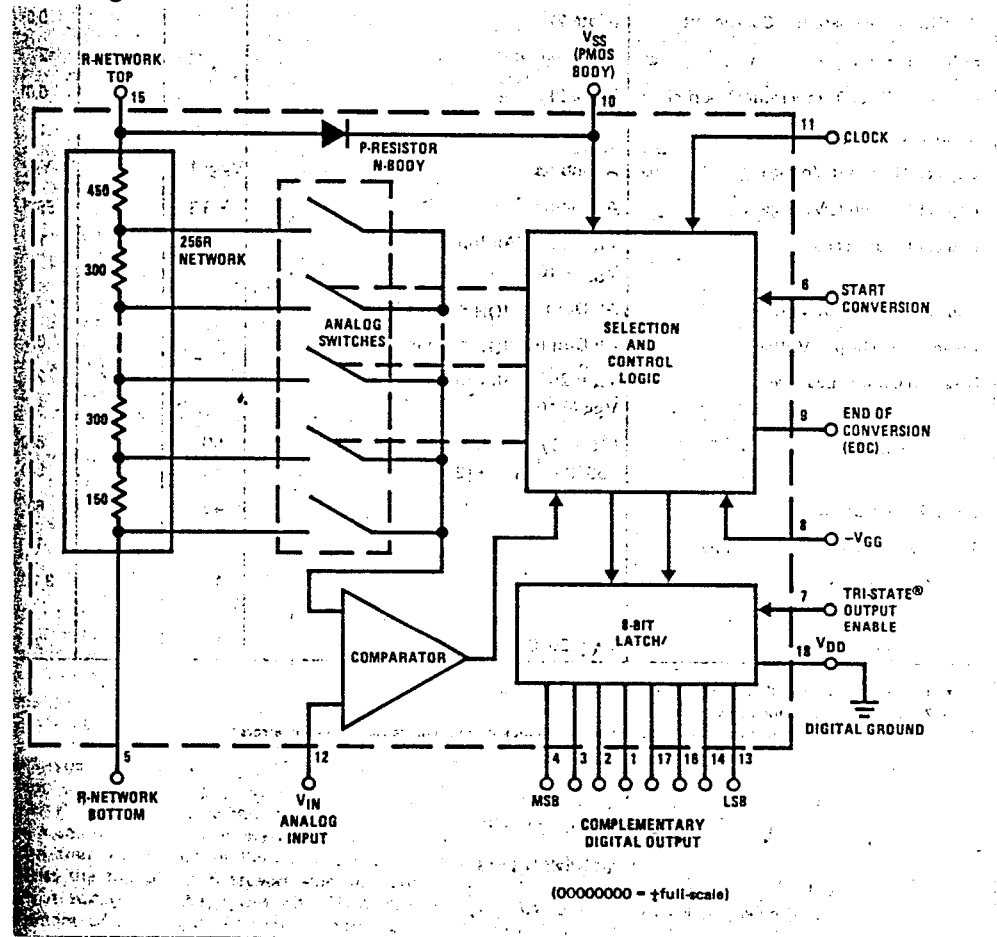 R-NETWORK
TOP
15
VSS
(PMOS
BODY)
10
11
CLOCK
P-RESISTOR
N-BODY
450
256R
NETWORK
300
ANALOG
SWITCHES
SELECTION
AND
CONTROL
LOGIC
6
START
CONVERSION
300
9
END OF
CONVERSION
(EOC)
150
8
-VGG
7
TRI-STATE®
OUTPUT
ENABLE
8-BIT
LATCH/
COMPARATOR
18
VDD
DIGITAL GROUND
5
12
4
3
2
1
17
16
14
13
R-NETWORK
BOTTOM
VIN
ANALOG
INPUT
MSB
LSB
COMPLEMENTARY
DIGITAL OUTPUT
(00000000 = +full-scale)